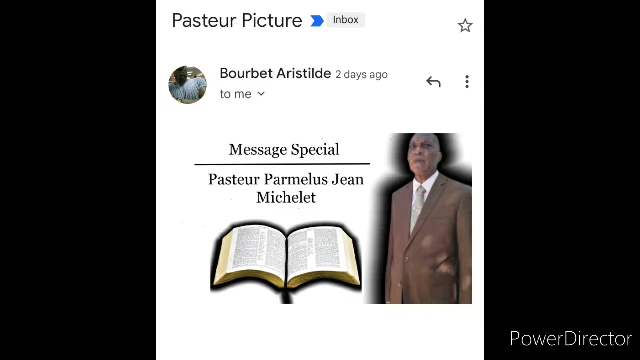 Pasteur Picture Inbox
Bourbet Aristilde 2 days ago
to me
Message Special
Pasteur Parmelus Jean
Michelet
PowerDirector